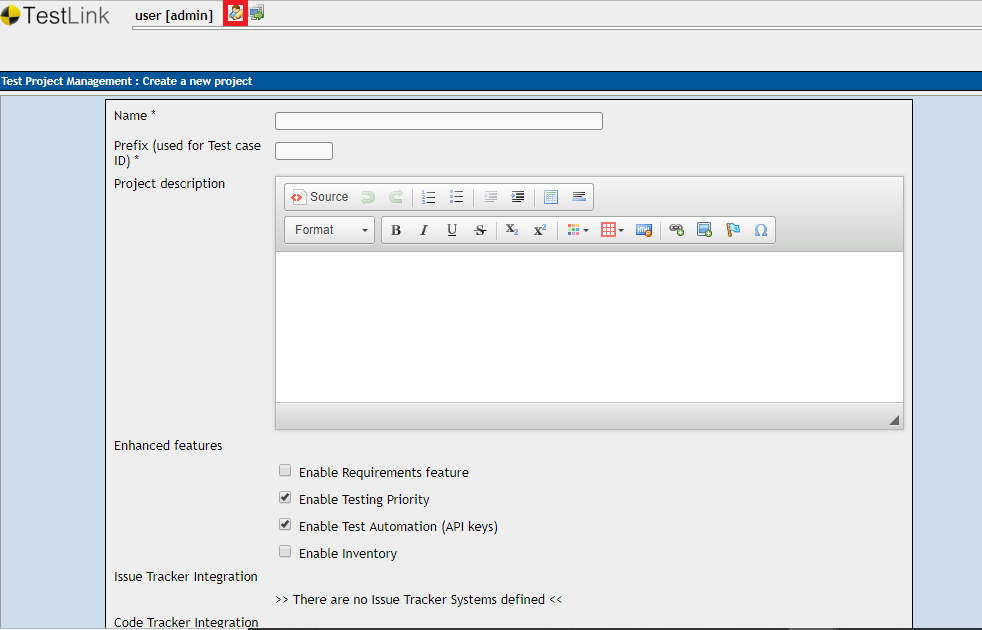 TestLink
user [admin]
Test Project Management : Create a new project
Name *
Prefix (used for Test case
ID) *
Project description
Source
Format
B I U S X₂ X² Ω
Enhanced features
Enable Requirements feature
Enable Testing Priority
Enable Test Automation (API keys)
Enable Inventory
Issue Tracker Integration
>> There are no Issue Tracker Systems defined <<
Code Tracker Integration